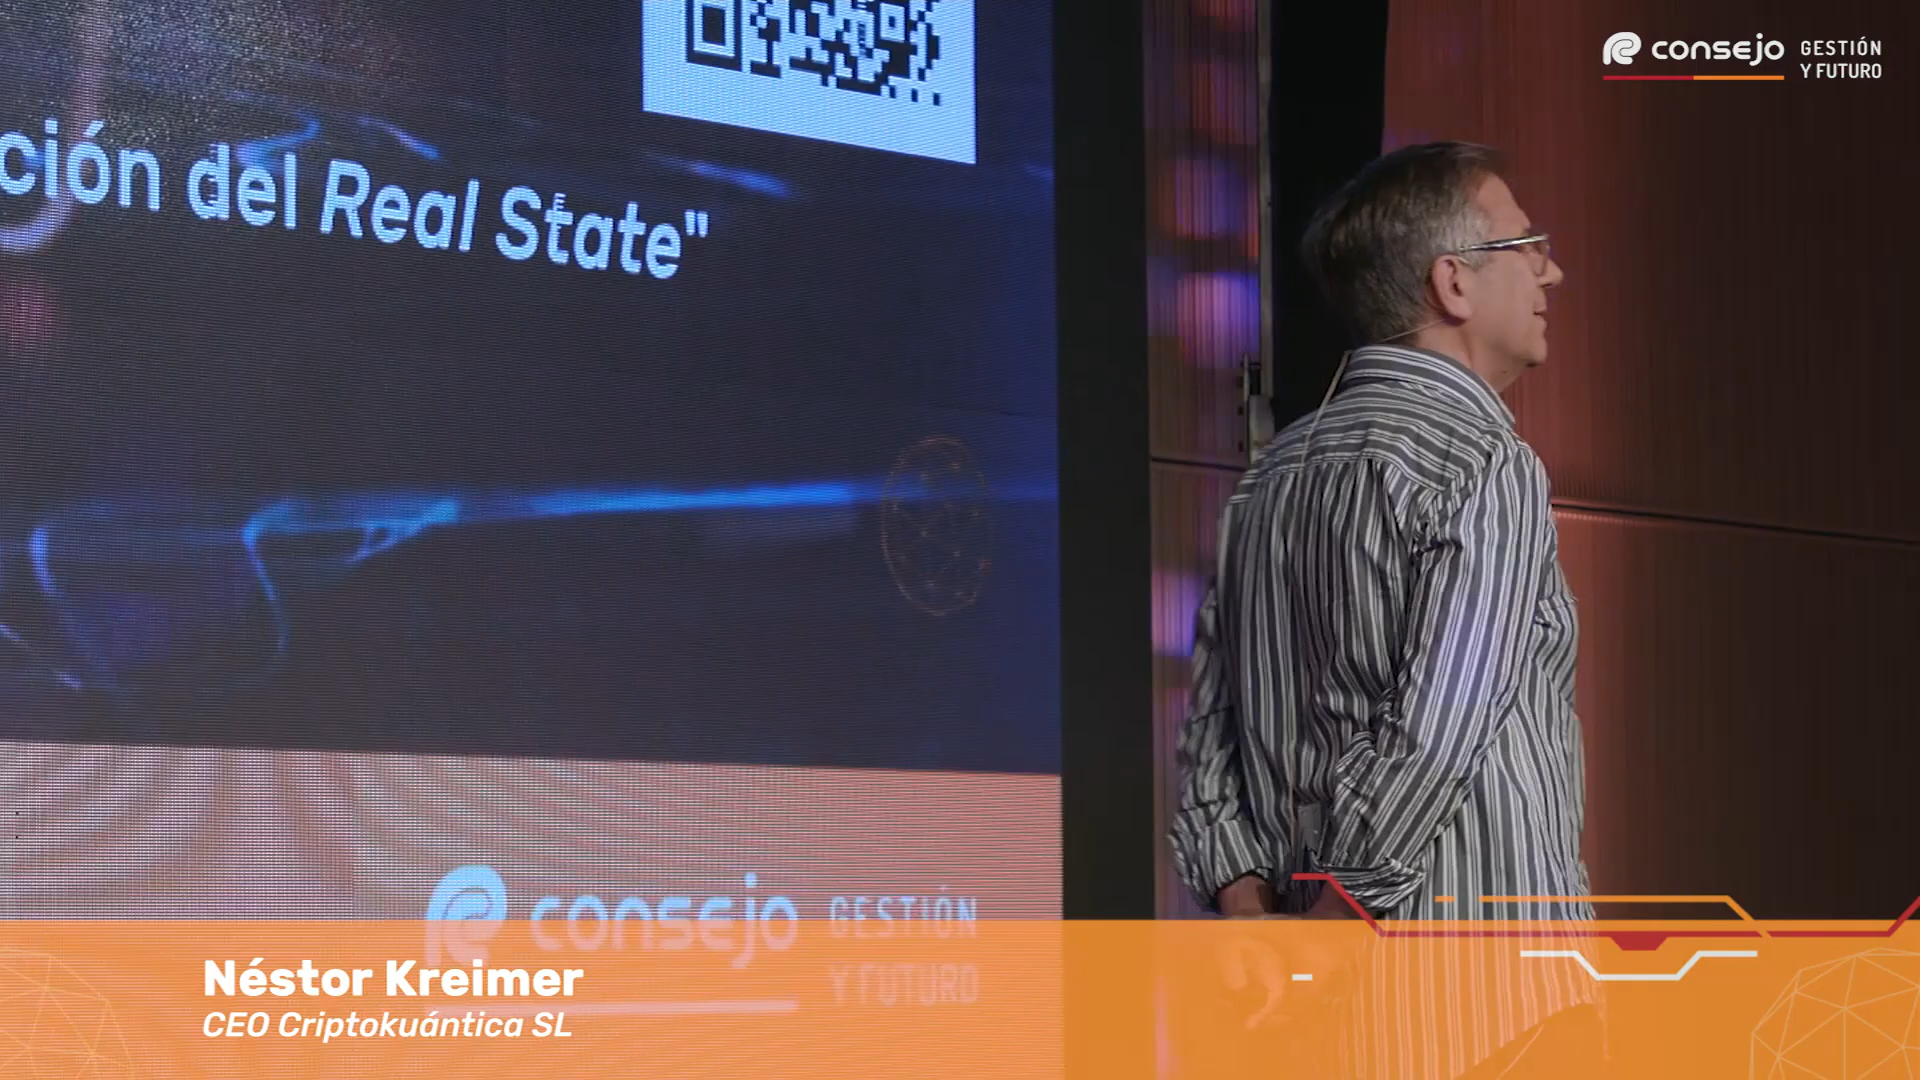 consejo GESTIÓN
Y FUTURO
ción del Real State"
E
consejo GESTIÓN
Y FUTURO
Néstor Kreimer
CEO Criptokuántica SL